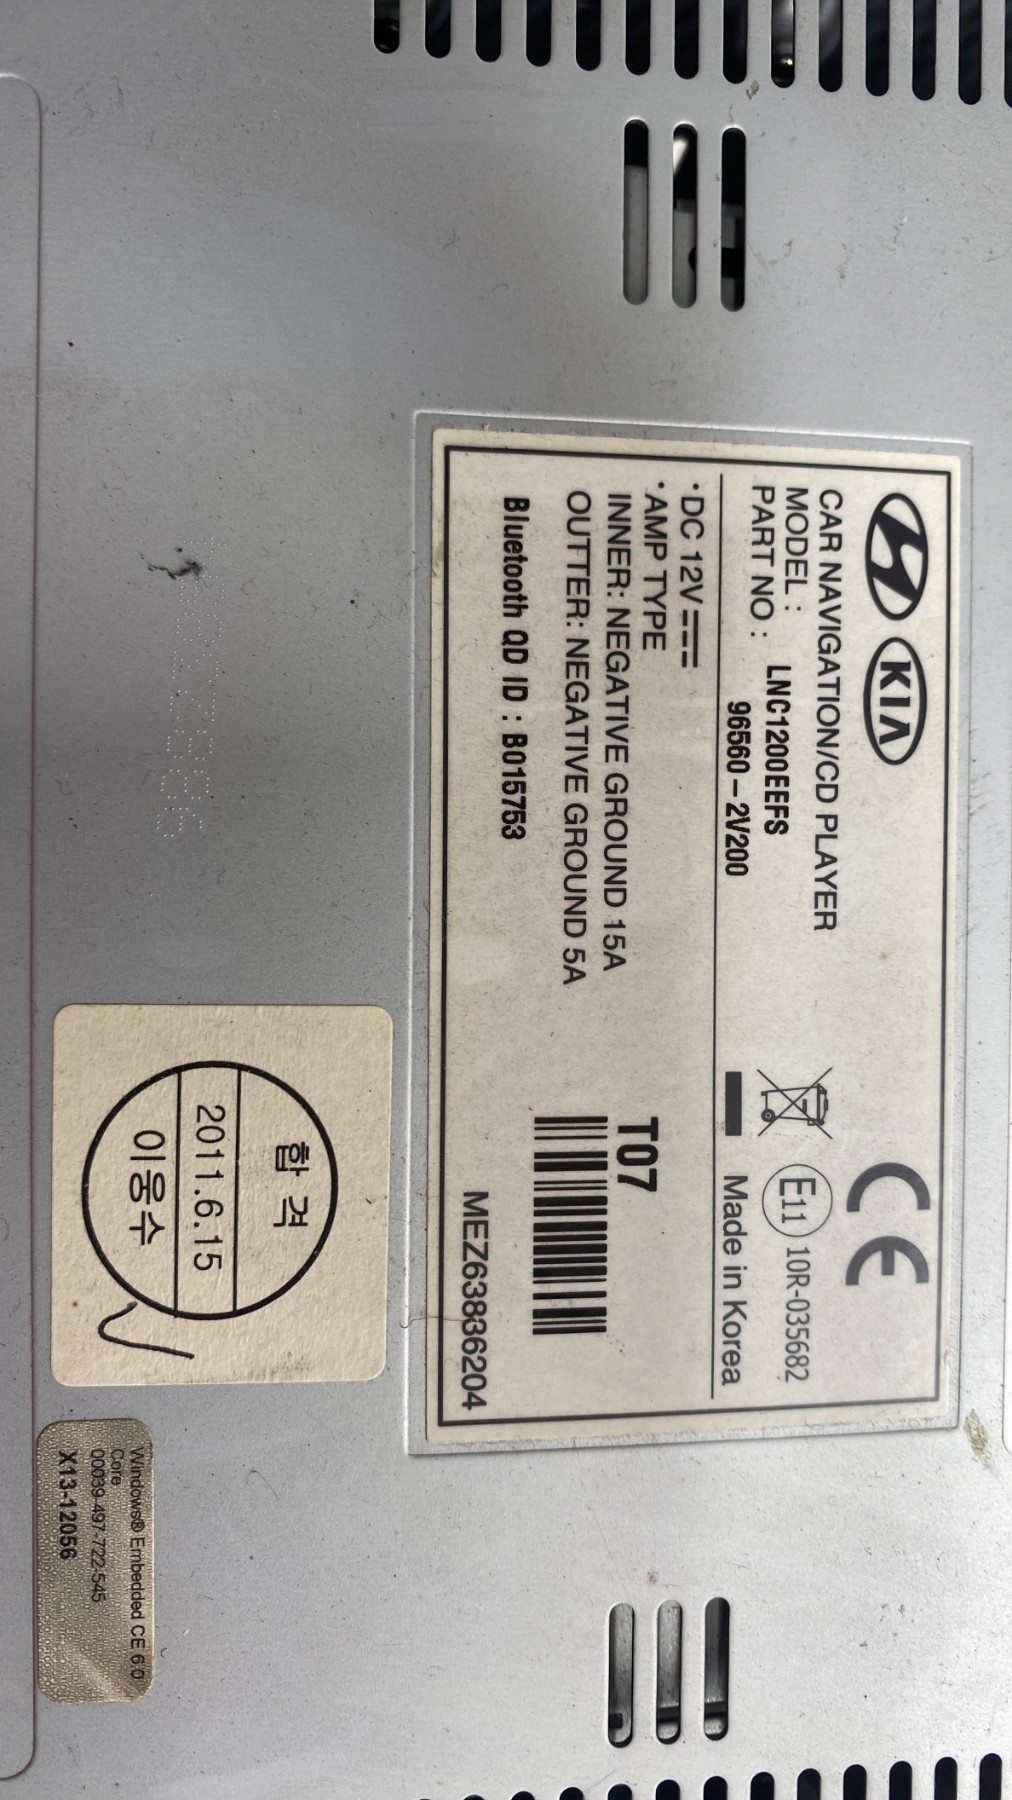 KIA
CE
CAR NAVIGATION/CD PLAYER
MODEL : LNC1200EEFS
PART NO : 96560-2V200
E11 10R-035682
Made in Korea
·DC 12V
·AMP TYPE
INNER: NEGATIVE GROUND 15A
OUTTER: NEGATIVE GROUND 5A
T07
Bluetooth QD ID : B015753
MEZ63836204
합격
2011.6.15
이용수
Windows® Embedded CE 6.0
Core
00039-497-722-545
X13-12056